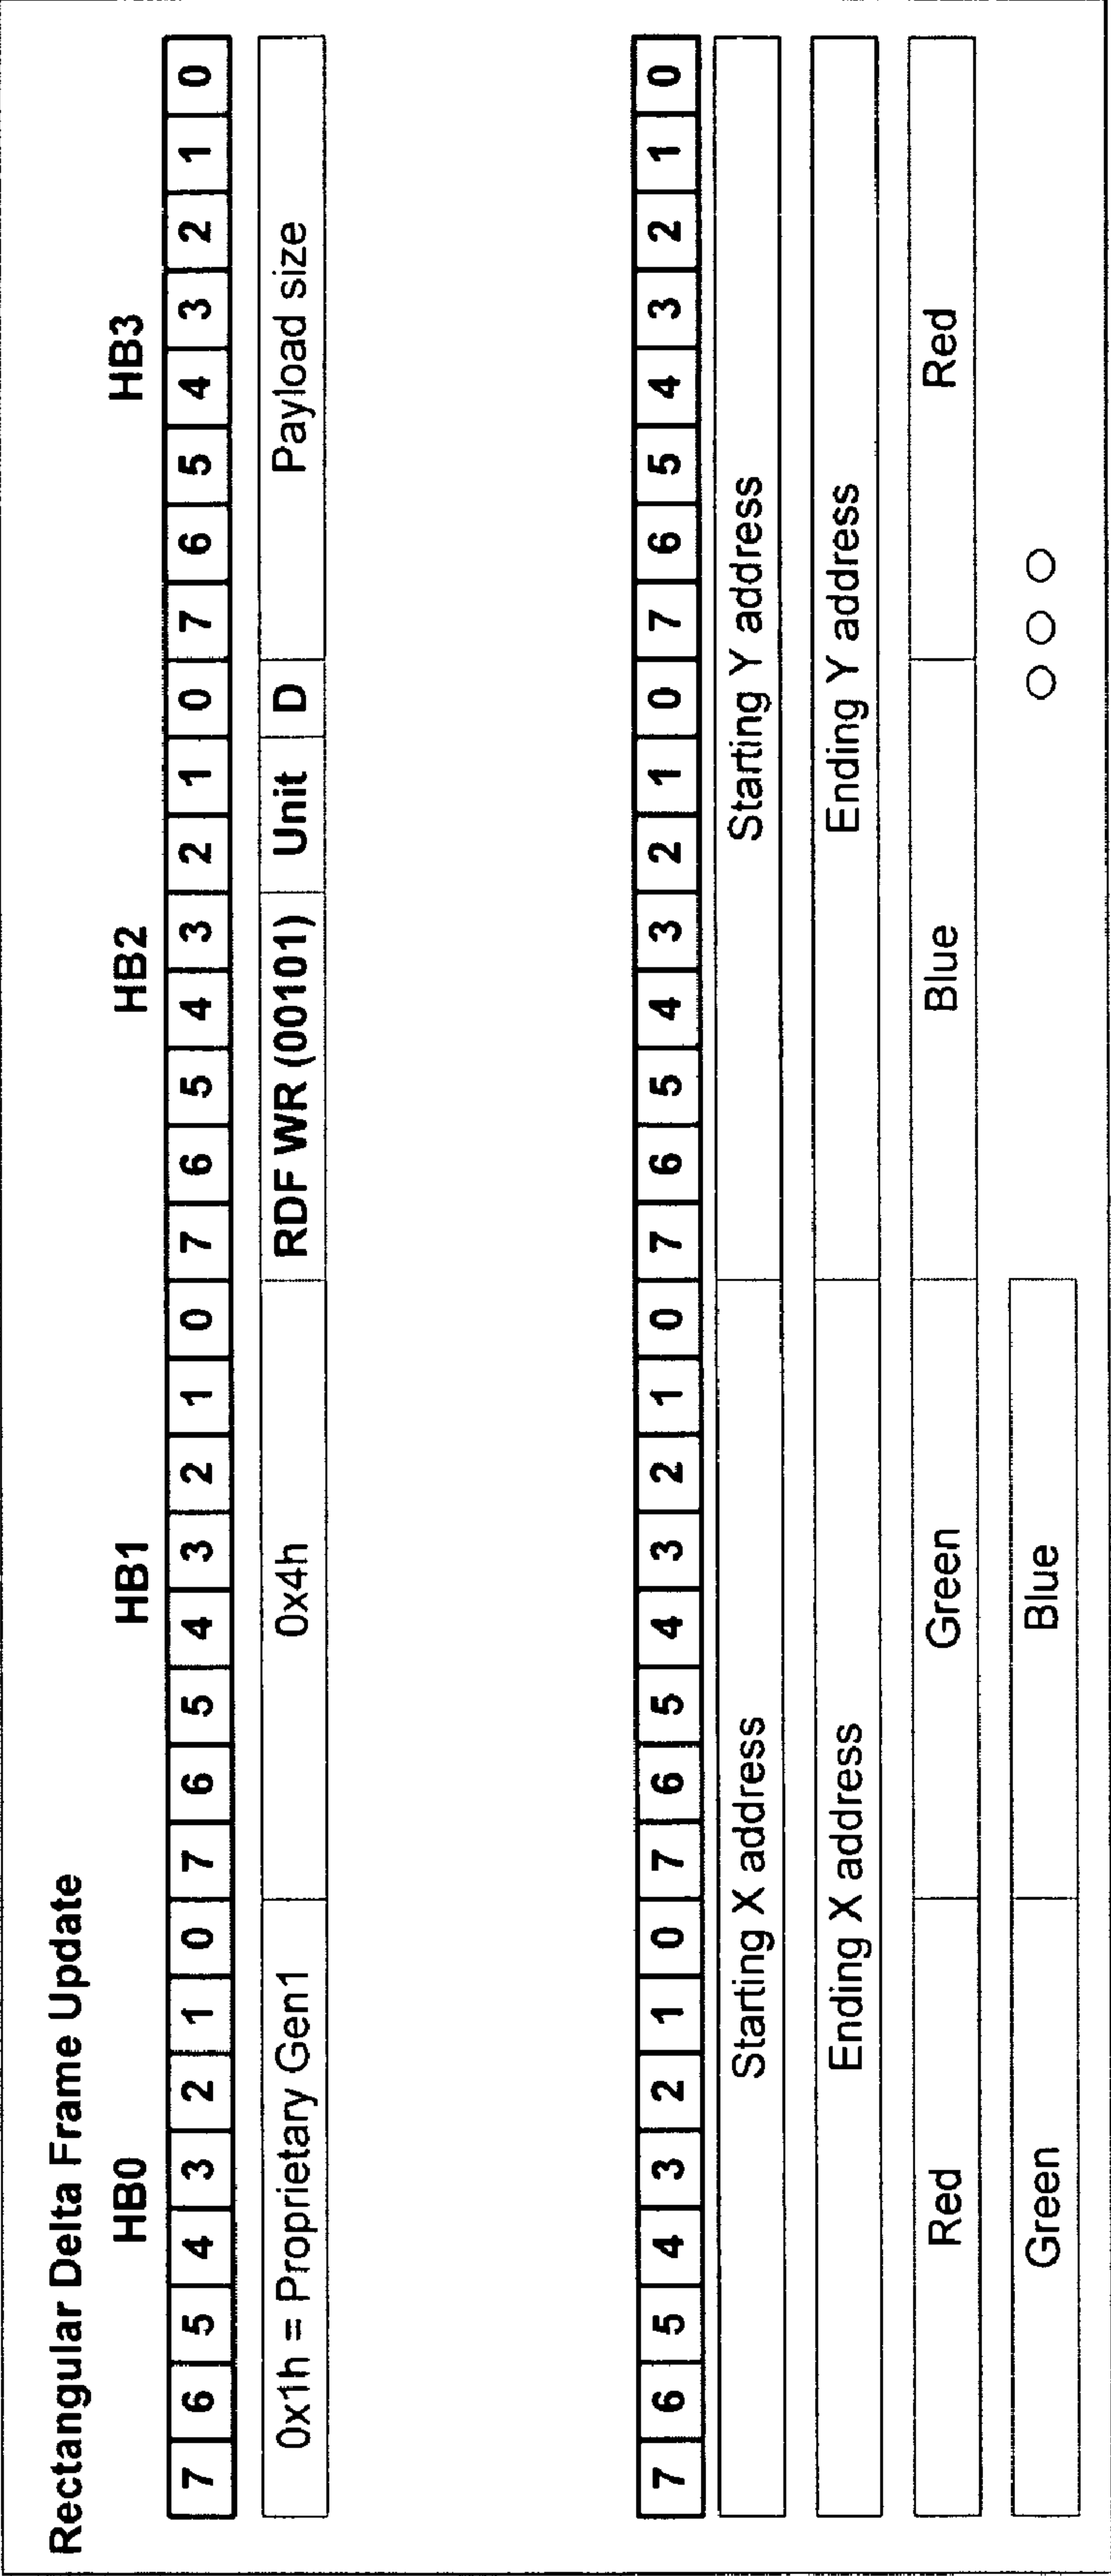 Rectangular Delta Frame Update
HB0 HB1 HB2 HB3
7 6 5 4 3 2 1 0 7 6 5 4 3 2 1 0 7 6 5 4 3 2 1 0 7 6 5 4 3 2 1 0
0x1h = Proprietary Gen1 0x4h RDF WR (00101) Unit D Payload size
7 6 5 4 3 2 1 0 7 6 5 4 3 2 1 0 7 6 5 4 3 2 1 0 7 6 5 4 3 2 1 0
Starting X address Starting Y address
Ending X address Ending Y address
Red Green Blue Red
Green Blue